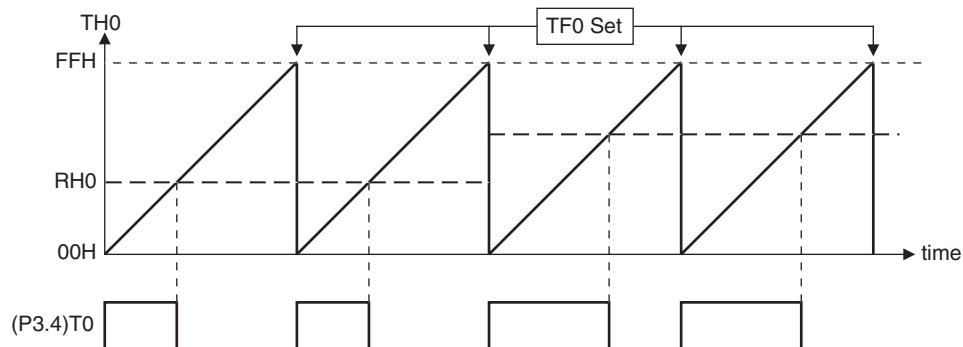 TH0
TF0 Set
FFH
RH0
00H
time
(P3.4)T0